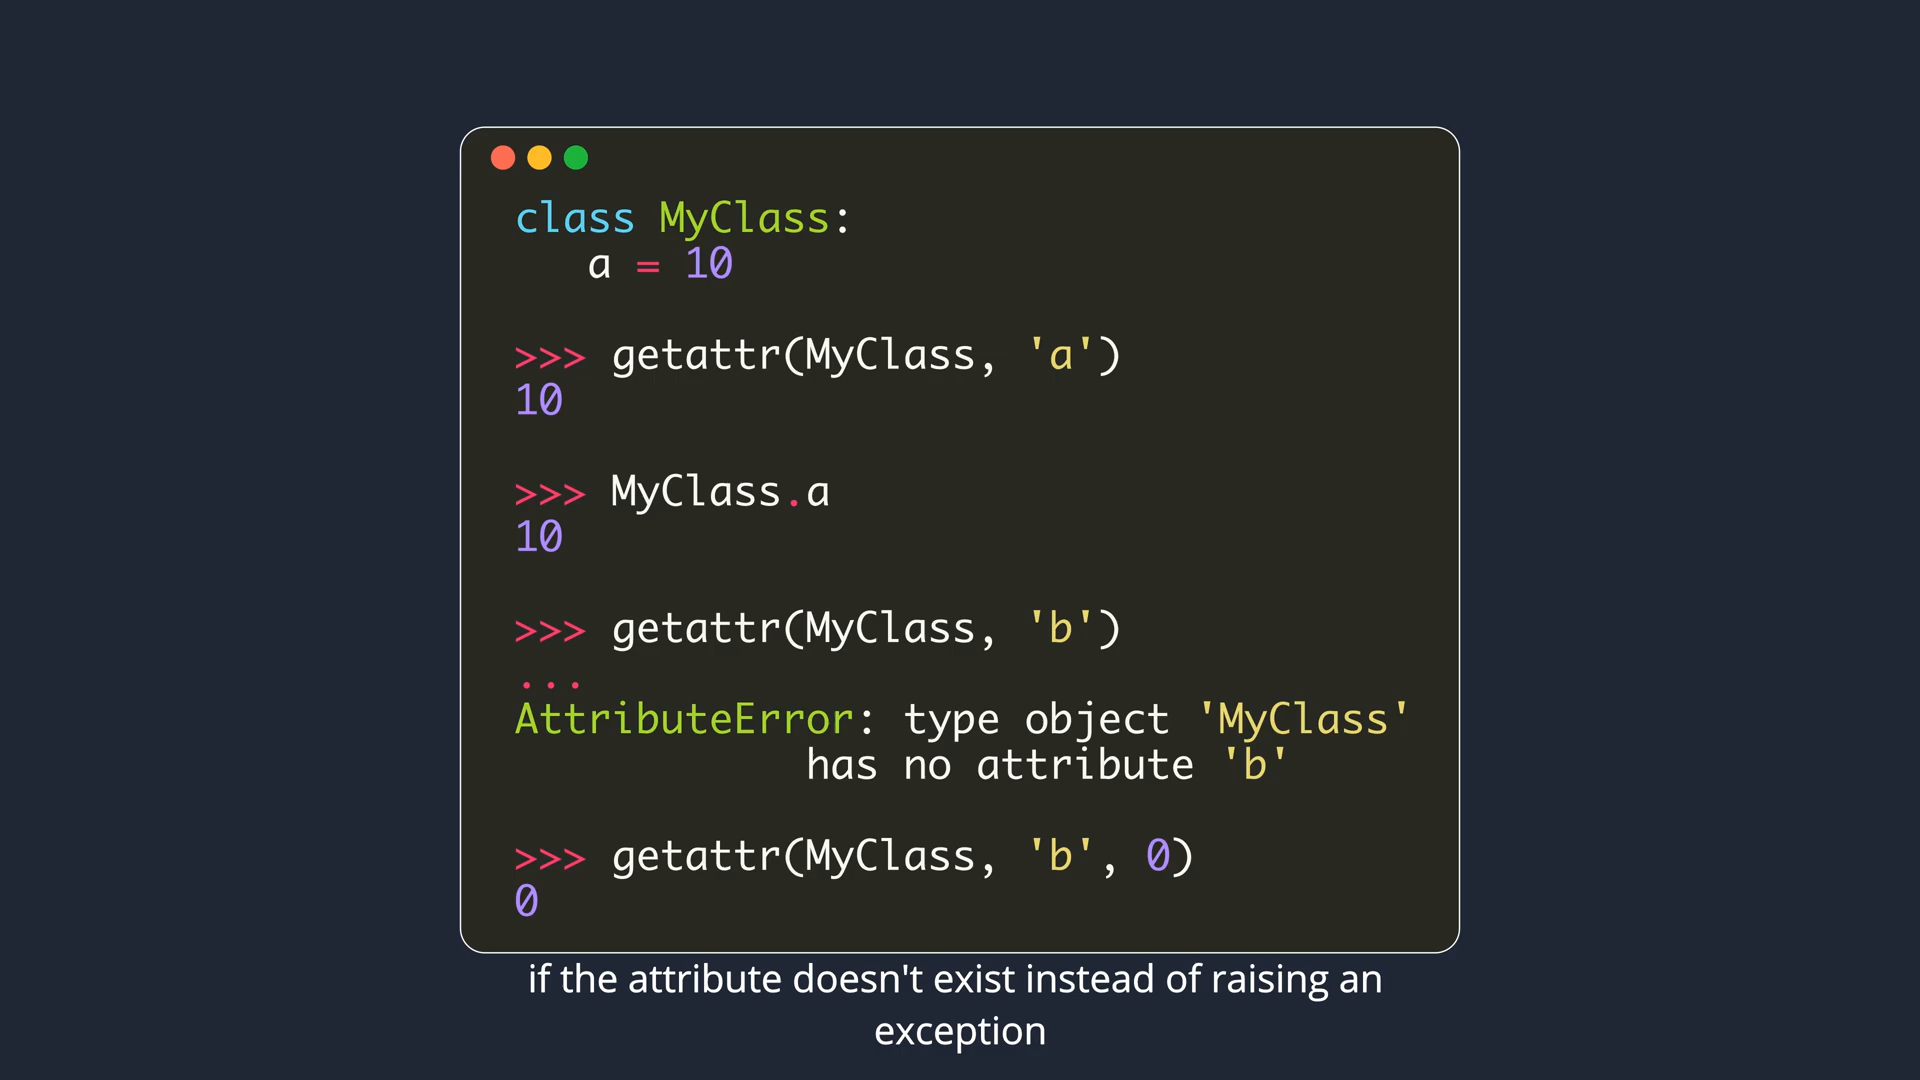 class MyClass:
   a = 10
>>> getattr(MyClass, 'a')
10
>>> MyClass.a
10
>>> getattr(MyClass, 'b')
...
AttributeError: type object 'MyClass'
            has no attribute 'b'
>>> getattr(MyClass, 'b', 0)
0
if the attribute doesn't exist instead of raising an
exception